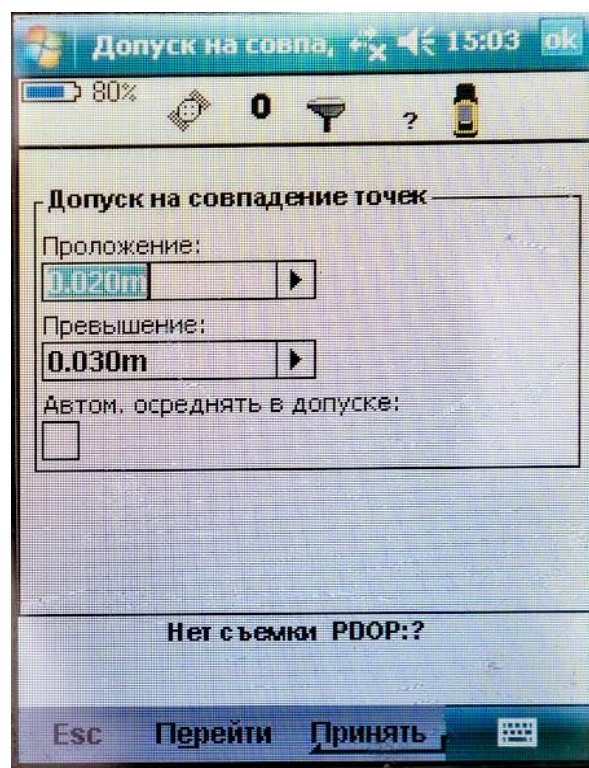 Допуск на совпа, 15:03 ok
80% 0 ?
Допуск на совпадение точек
Проложение:
0.020m
Превышение:
0.030m
Автом. осреднять в допуске:
Нет съемки PDOP:?
Esc Перейти Принять